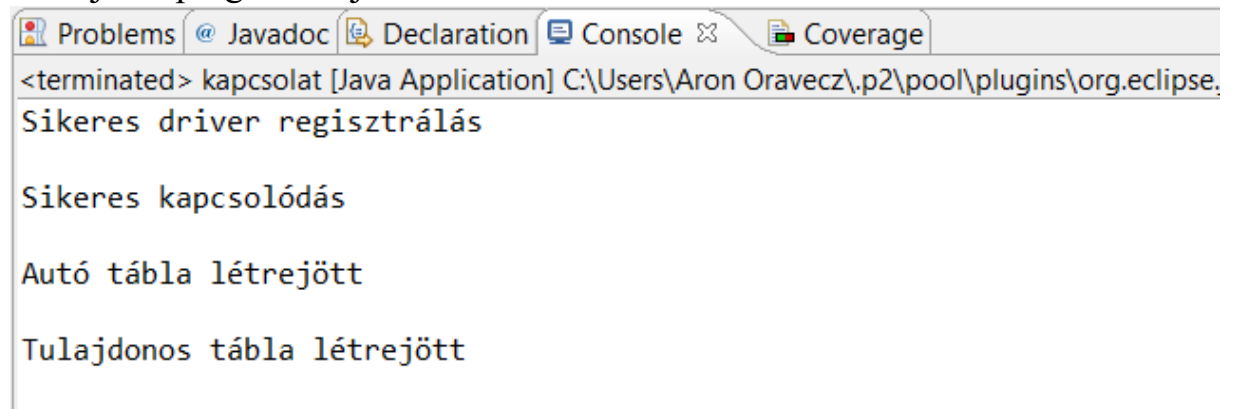 Problems @ Javadoc Declaration Console Coverage
<terminated> kapcsolat [Java Application] C:\Users\Aron Oravecz\.p2\pool\plugins\org.eclipse.
Sikeres driver regisztrálás
Sikeres kapcsolódás
Autó tábla létrejött
Tulajdonos tábla létrejött